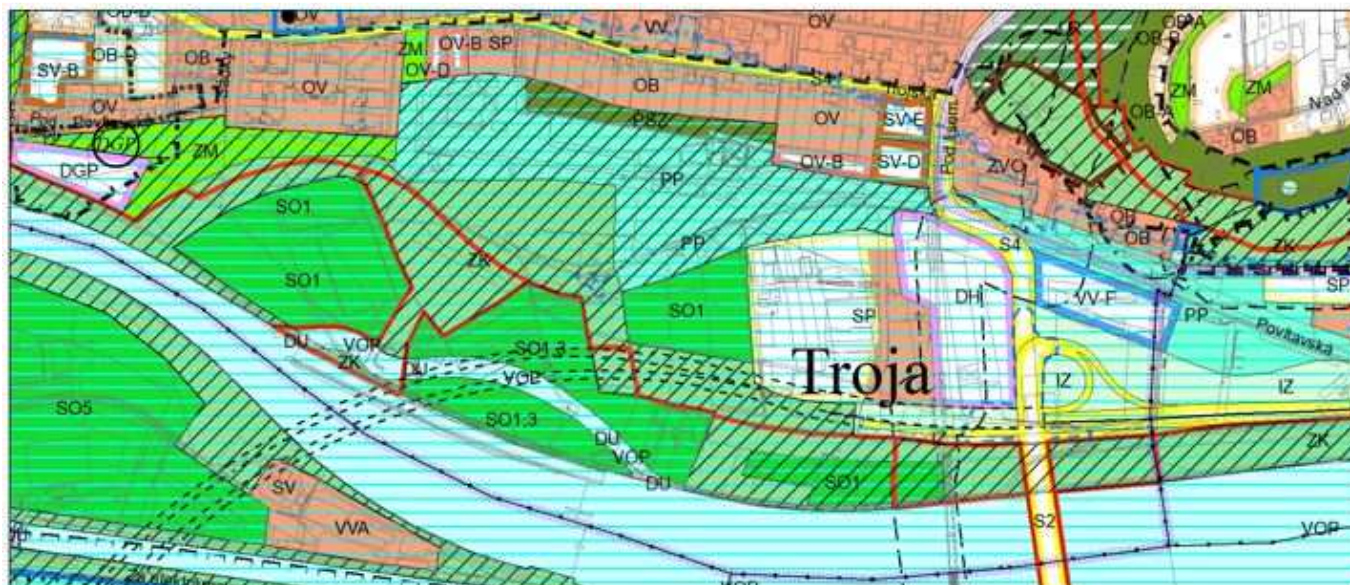 OV
VV
OV
OB-A
OB-B
ZM
OV-B
SP
SV-B
OB
OV-D
OB
OV
OV
PSZ
OV
SV-E
OV-B
SV-D
ZM
ZM
OB-A
OB
DGP
ZM
DGP
PP
Pod Lisem
ZVO
OB
OB
SO1
PP
S4
ZK
ZK
SO1
SO1
SP
DH
VV-F
PP
SP
Povltavská
DU
VOP
ZK
SO1;3
VOP
Troja
IZ
IZ
SO5
SO1;3
DU
VOP
DU
ZK
SO1
SV
VVA
S2
VOP
VOP